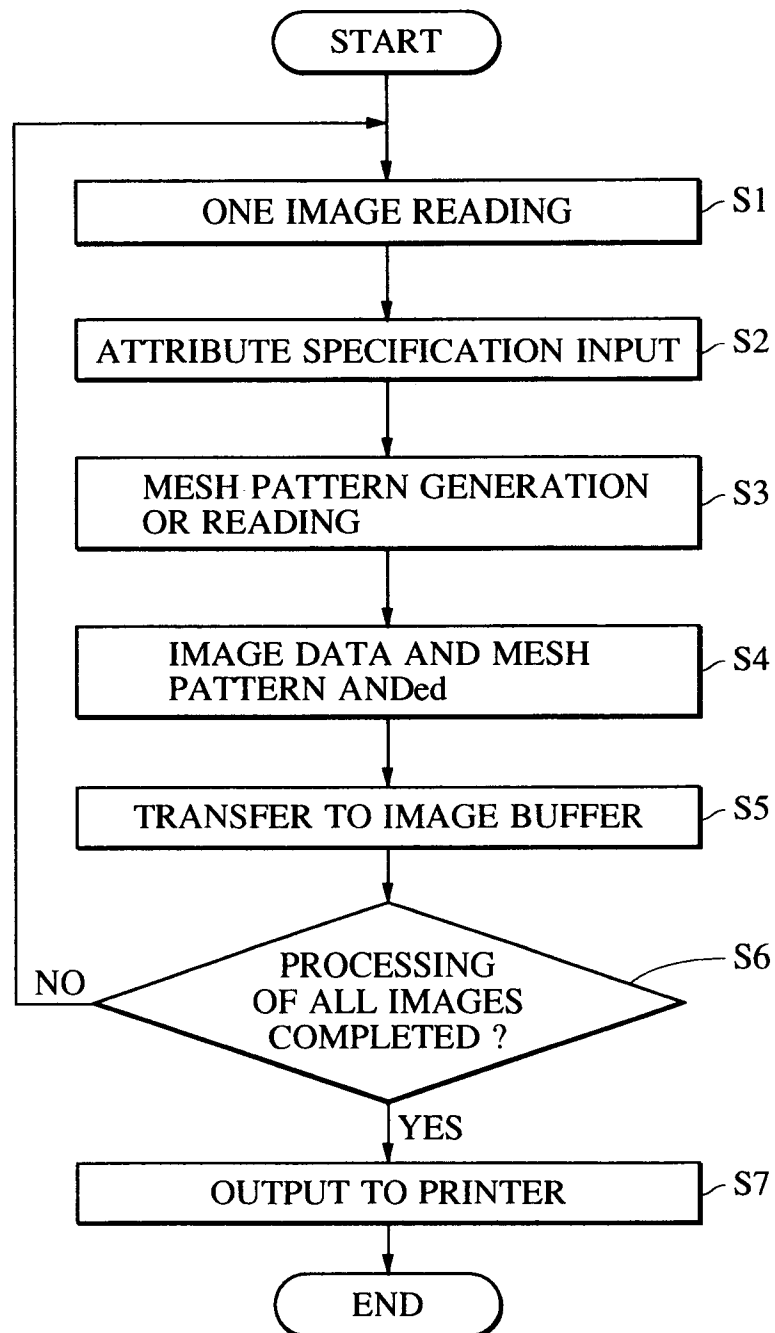 START
ONE IMAGE READING
S1
ATTRIBUTE SPECIFICATION INPUT
S2
MESH PATTERN GENERATION
OR READING
S3
IMAGE DATA AND MESH
PATTERN ANDed
S4
TRANSFER TO IMAGE BUFFER
S5
PROCESSING
OF ALL IMAGES
COMPLETED ?
S6
NO
YES
OUTPUT TO PRINTER
S7
END